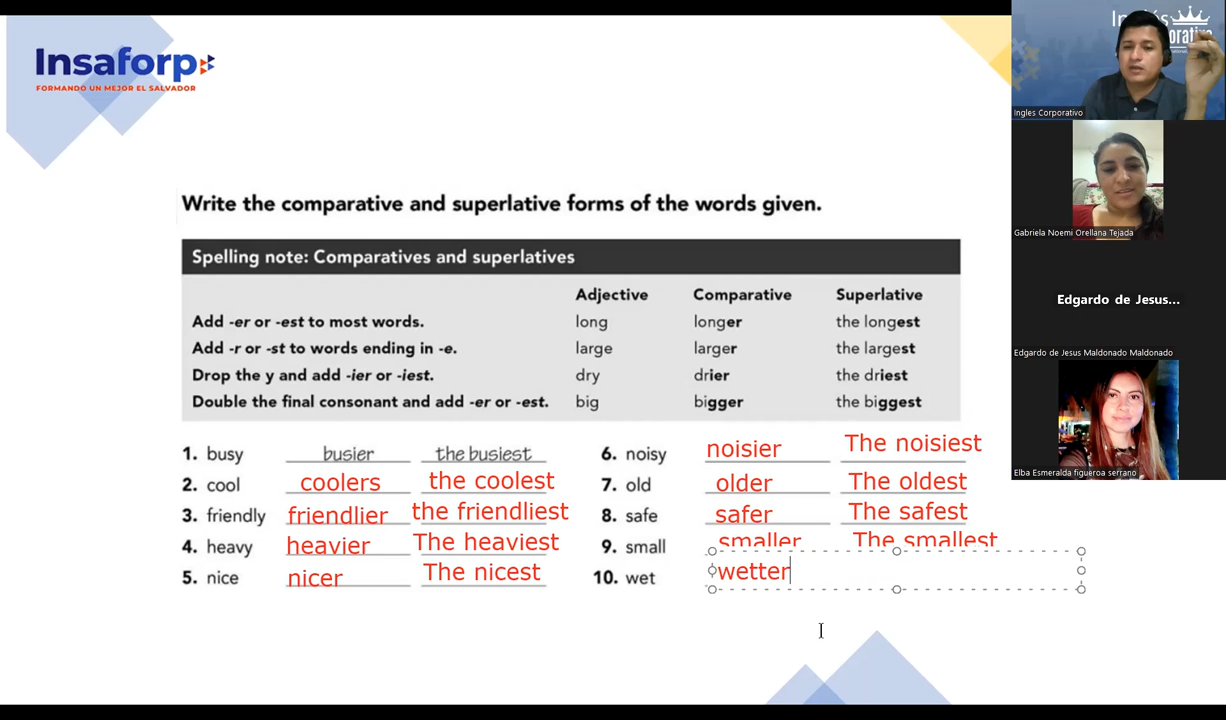 Insaforp
FORMANDO UN MEJOR EL SALVADOR
Write the comparative and superlative forms of the words given.
Spelling note: Comparatives and superlatives
Adjective Comparative Superlative
Add -er or -est to most words. long longer the longest
Add -r or -st to words ending in -e. large larger the largest
Drop the y and add -ier or -iest. dry drier the driest
Double the final consonant and add -er or -est. big bigger the biggest
1. busy busier the busiest
2. cool coolers the coolest
3. friendly friendlier the friendliest
4. heavy heavier The heaviest
5. nice nicer The nicest
6. noisy noisier The noisiest
7. old older The oldest
8. safe safer The safest
9. small smaller The smallest
10. wet wetter
Ingles Corporativo
Gabriela Noemi Orellana Tejada
Edgardo de Jesus...
Edgardo de Jesus Maldonado Maldonado
Elba Esmeralda figueroa serrano